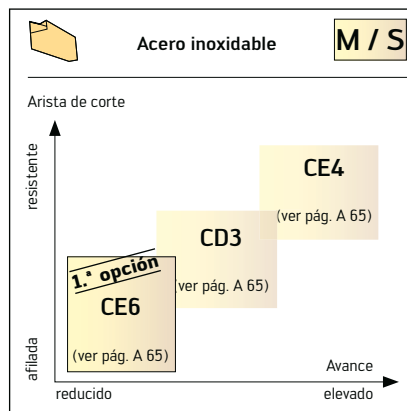 Acero inoxidable
M / S
Arista de corte
resistente
afilada
CE4
(ver pág. A 65)
CD3
(ver pág. A 65)
1.ª opción
CE6
(ver pág. A 65)
Avance
reducido
elevado